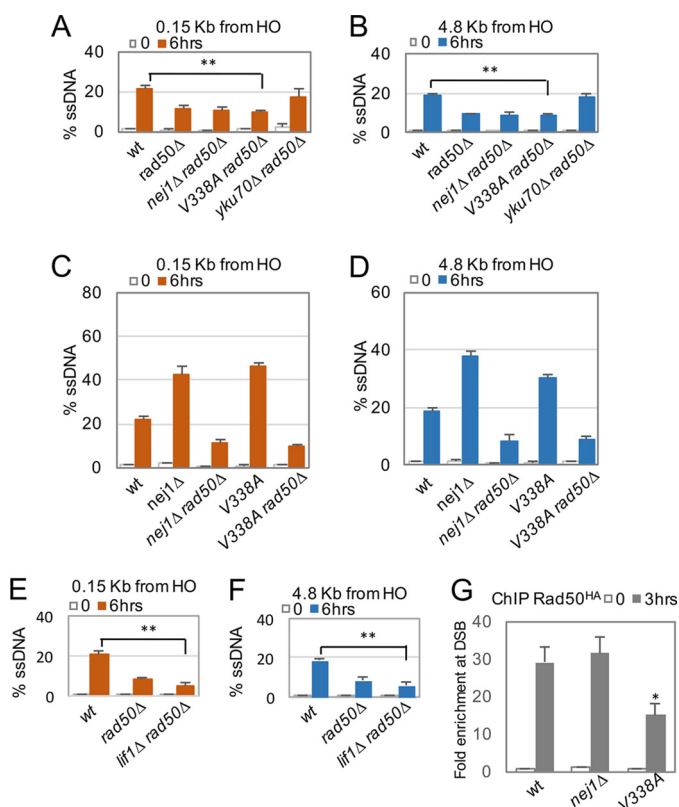 A
0.15 Kb from HO
0 6hrs
**
% ssDNA
40
20
0
wt
rad50Δ
nej1Δ rad50Δ
V338A rad50Δ
yku70Δ rad50Δ
B
4.8 Kb from HO
0 6hrs
**
% ssDNA
40
20
0
wt
rad50Δ
nej1Δ rad50Δ
V338A rad50Δ
yku70Δ rad50Δ
C
0.15 Kb from HO
0 6hrs
% ssDNA
80
60
40
20
0
wt
nej1Δ
nej1Δ rad50Δ
V338A
V338A rad50Δ
D
4.8 Kb from HO
0 6hrs
% ssDNA
60
40
20
0
wt
nej1Δ
nej1Δ rad50Δ
V338A
V338A rad50Δ
E
0.15 Kb from HO
0 6hrs
**
% ssDNA
40
20
0
wt
rad50Δ
lif1Δ rad50Δ
F
4.8 Kb from HO
0 6hrs
**
% ssDNA
40
20
0
wt
rad50Δ
lif1Δ rad50Δ
G
ChIP Rad50HA 0 3hrs
Fold enrichment at DSB
40
30
20
10
0
*
wt
nej1Δ
V338A